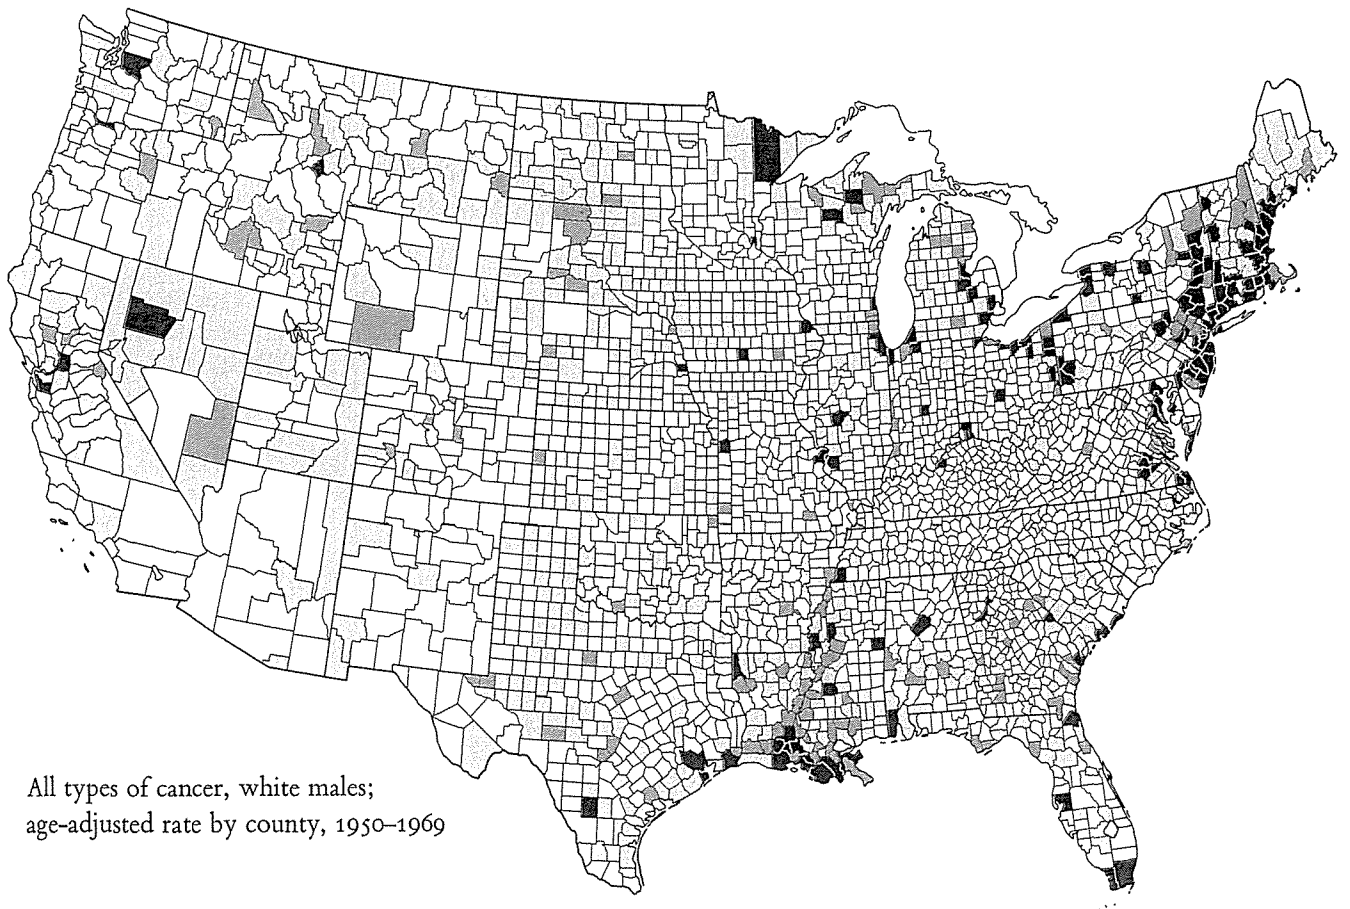 All types of cancer, white males;
age-adjusted rate by county, 1950–1969